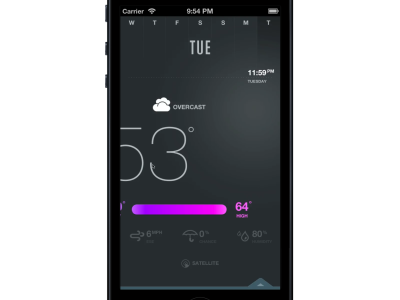 Carrier 9:54 PM
W T F S S M T
TUE
11:59PM
TUESDAY
OVERCAST
53°
64°
HIGH
6MPH 0% 80%
SATELLITE